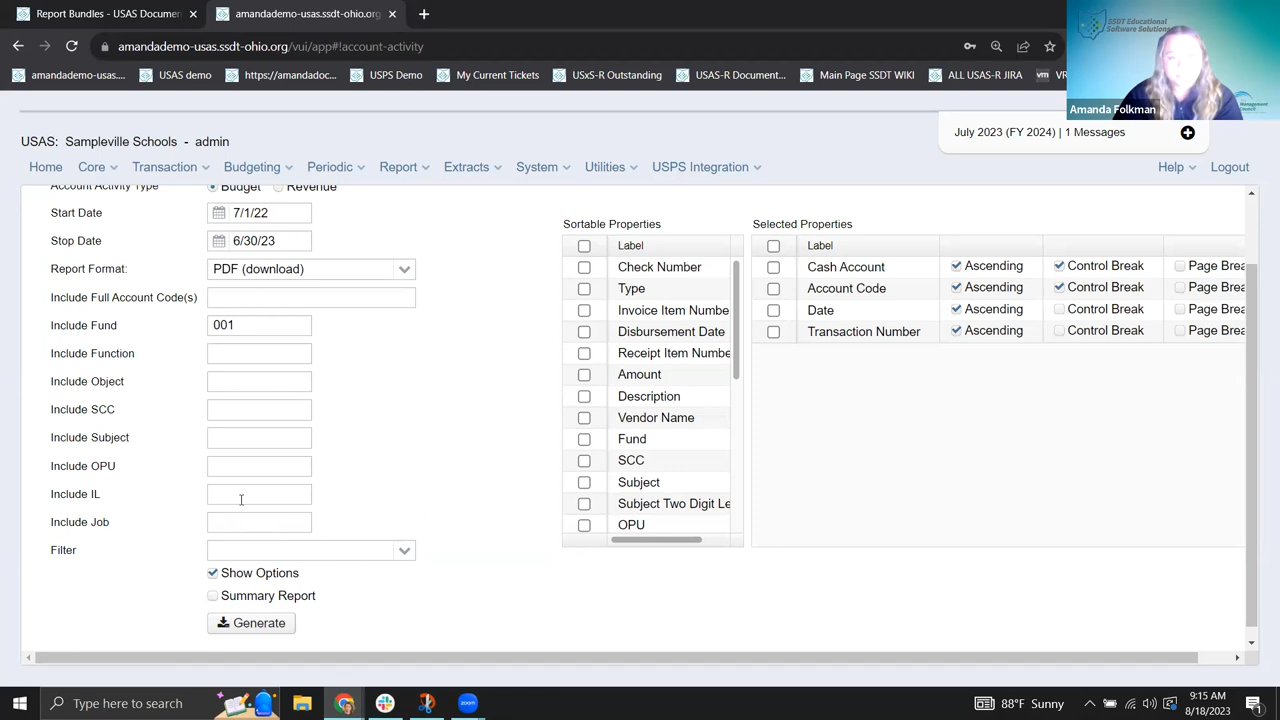 Report Bundles - USAS Documen
amandademo-usas.ssdt-ohio.org
amandademo-usas.ssdt-ohio.org/vui/app#!account-activity
amandademo-usas...
USAS demo
https://amandadoc...
USPS Demo
My Current Tickets
USxS-R Outstanding
USAS-R Document...
Main Page SSDT WIKI
ALL USAS-R JIRA
SSDT Educational
Software Solutions
Amanda Folkman
Management
Council
USAS: Sampleville Schools - admin
July 2023 (FY 2024) | 1 Messages
Home Core Transaction Budgeting Periodic Report Extracts System Utilities USPS Integration Help Logout
Account Activity Type Budget Revenue
Start Date 7/1/22
Stop Date 6/30/23
Report Format: PDF (download)
Include Full Account Code(s)
Include Fund 001
Include Function
Include Object
Include SCC
Include Subject
Include OPU
Include IL
Include Job
Filter
Show Options
Summary Report
Generate
Sortable Properties
Label
Check Number
Type
Invoice Item Numbe
Disbursement Date
Receipt Item Numbe
Amount
Description
Vendor Name
Fund
SCC
Subject
Subject Two Digit Le
OPU
Selected Properties
Label
Cash Account Ascending Control Break Page Brea
Account Code Ascending Control Break Page Brea
Date Ascending Control Break Page Brea
Transaction Number Ascending Control Break Page Brea
Type here to search
88°F Sunny
9:15 AM
8/18/2023
1